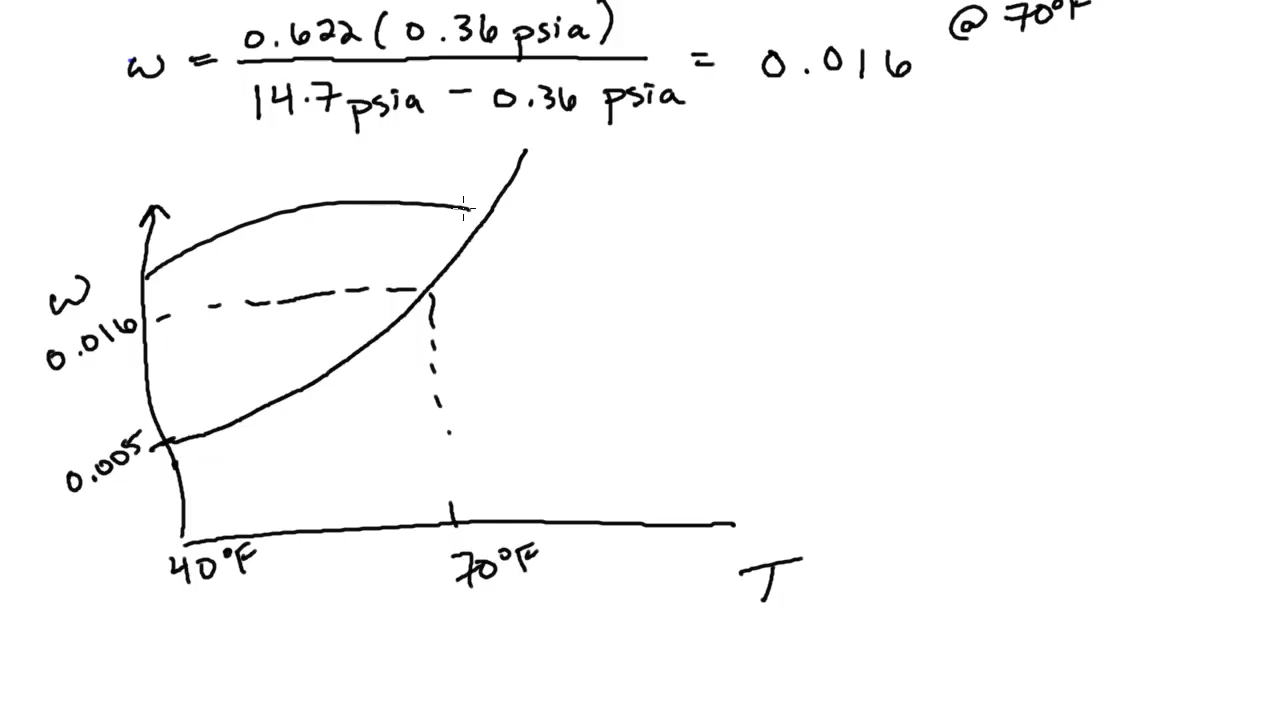 @ 70°F
ω = 0.622 ( 0.36 psia ) / 14.7 psia - 0.36 psia = 0.016
ω
0.016
0.005
40°F 70°F T